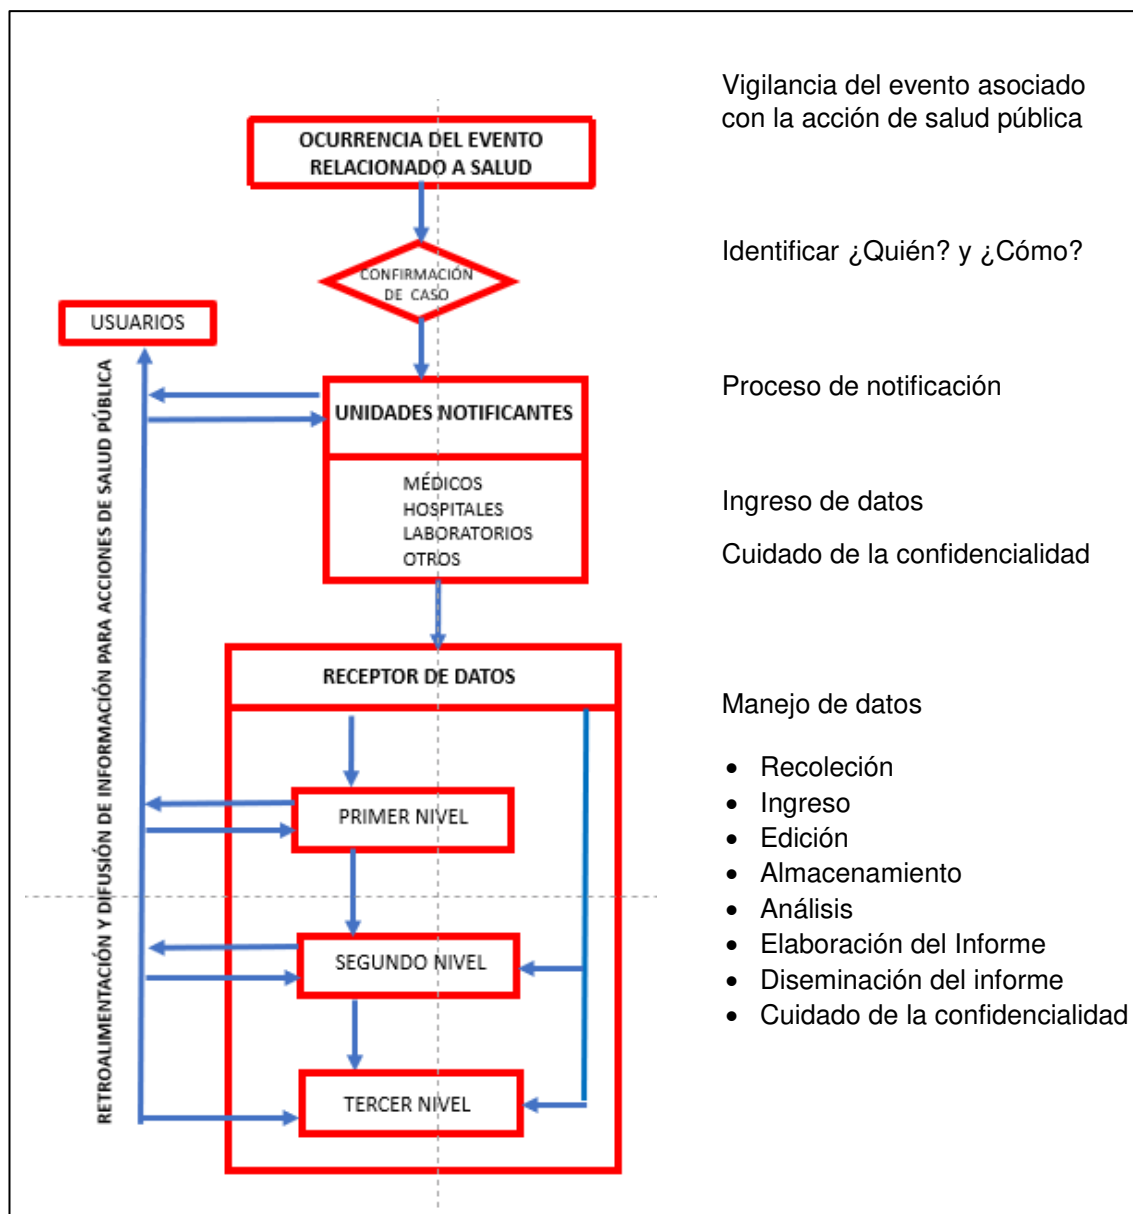 Vigilancia del evento asociado
con la acción de salud pública
OCURRENCIA DEL EVENTO
RELACIONADO A SALUD
Identificar ¿Quién? y ¿Cómo?
CONFIRMACIÓN
DE CASO
USUARIOS
RETROALIMENTACIÓN Y DIFUSIÓN DE INFORMACIÓN PARA ACCIONES DE SALUD PÚBLICA
Proceso de notificación
UNIDADES NOTIFICANTES
MÉDICOS
HOSPITALES
LABORATORIOS
OTROS
Ingreso de datos
Cuidado de la confidencialidad
RECEPTOR DE DATOS
Manejo de datos
• Recoleción
• Ingreso
• Edición
• Almacenamiento
• Análisis
• Elaboración del Informe
• Diseminación del informe
• Cuidado de la confidencialidad
PRIMER NIVEL
SEGUNDO NIVEL
TERCER NIVEL